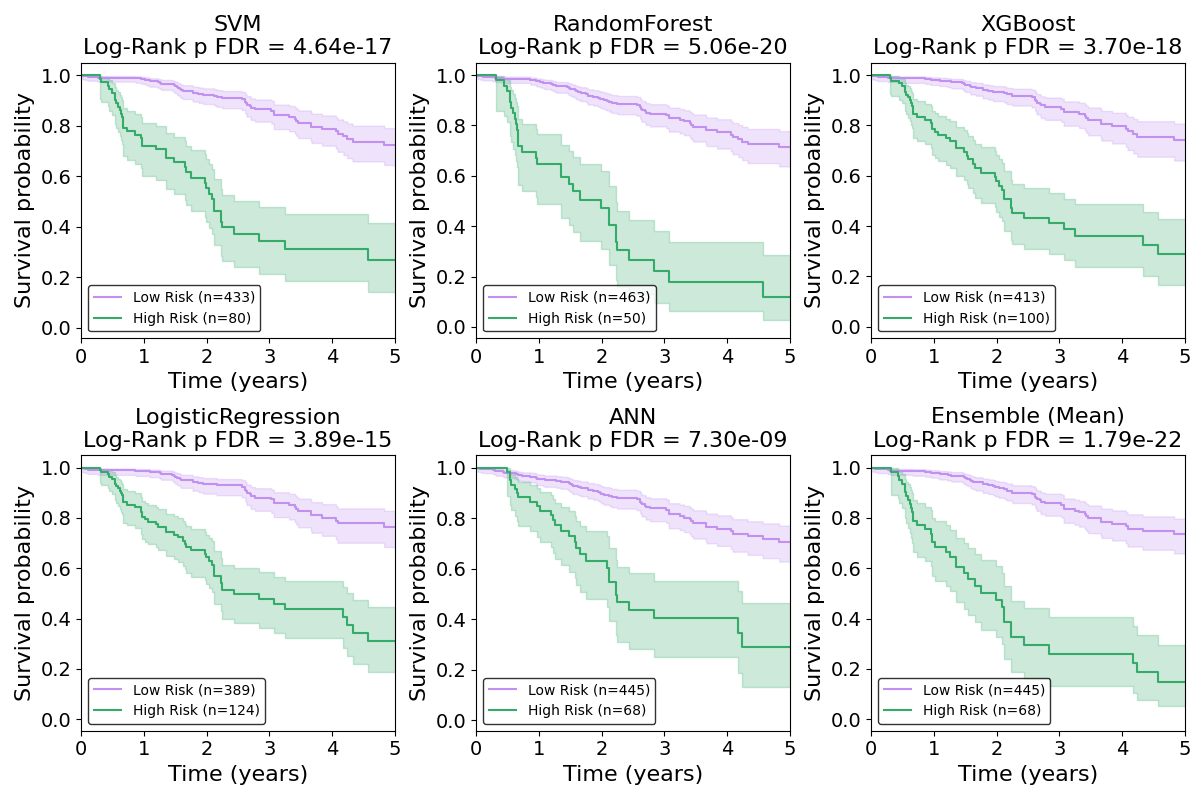 SVM
Log-Rank p FDR = 4.64e-17
Survival probability
1.0
0.8
0.6
0.4
0.2
0.0
Low Risk (n=433)
High Risk (n=80)
0 1 2 3 4 5
Time (years)
RandomForest
Log-Rank p FDR = 5.06e-20
Survival probability
1.0
0.8
0.6
0.4
0.2
0.0
Low Risk (n=463)
High Risk (n=50)
0 1 2 3 4 5
Time (years)
XGBoost
Log-Rank p FDR = 3.70e-18
Survival probability
1.0
0.8
0.6
0.4
0.2
0.0
Low Risk (n=413)
High Risk (n=100)
0 1 2 3 4 5
Time (years)
LogisticRegression
Log-Rank p FDR = 3.89e-15
Survival probability
1.0
0.8
0.6
0.4
0.2
0.0
Low Risk (n=389)
High Risk (n=124)
0 1 2 3 4 5
Time (years)
ANN
Log-Rank p FDR = 7.30e-09
Survival probability
1.0
0.8
0.6
0.4
0.2
0.0
Low Risk (n=445)
High Risk (n=68)
0 1 2 3 4 5
Time (years)
Ensemble (Mean)
Log-Rank p FDR = 1.79e-22
Survival probability
1.0
0.8
0.6
0.4
0.2
0.0
Low Risk (n=445)
High Risk (n=68)
0 1 2 3 4 5
Time (years)